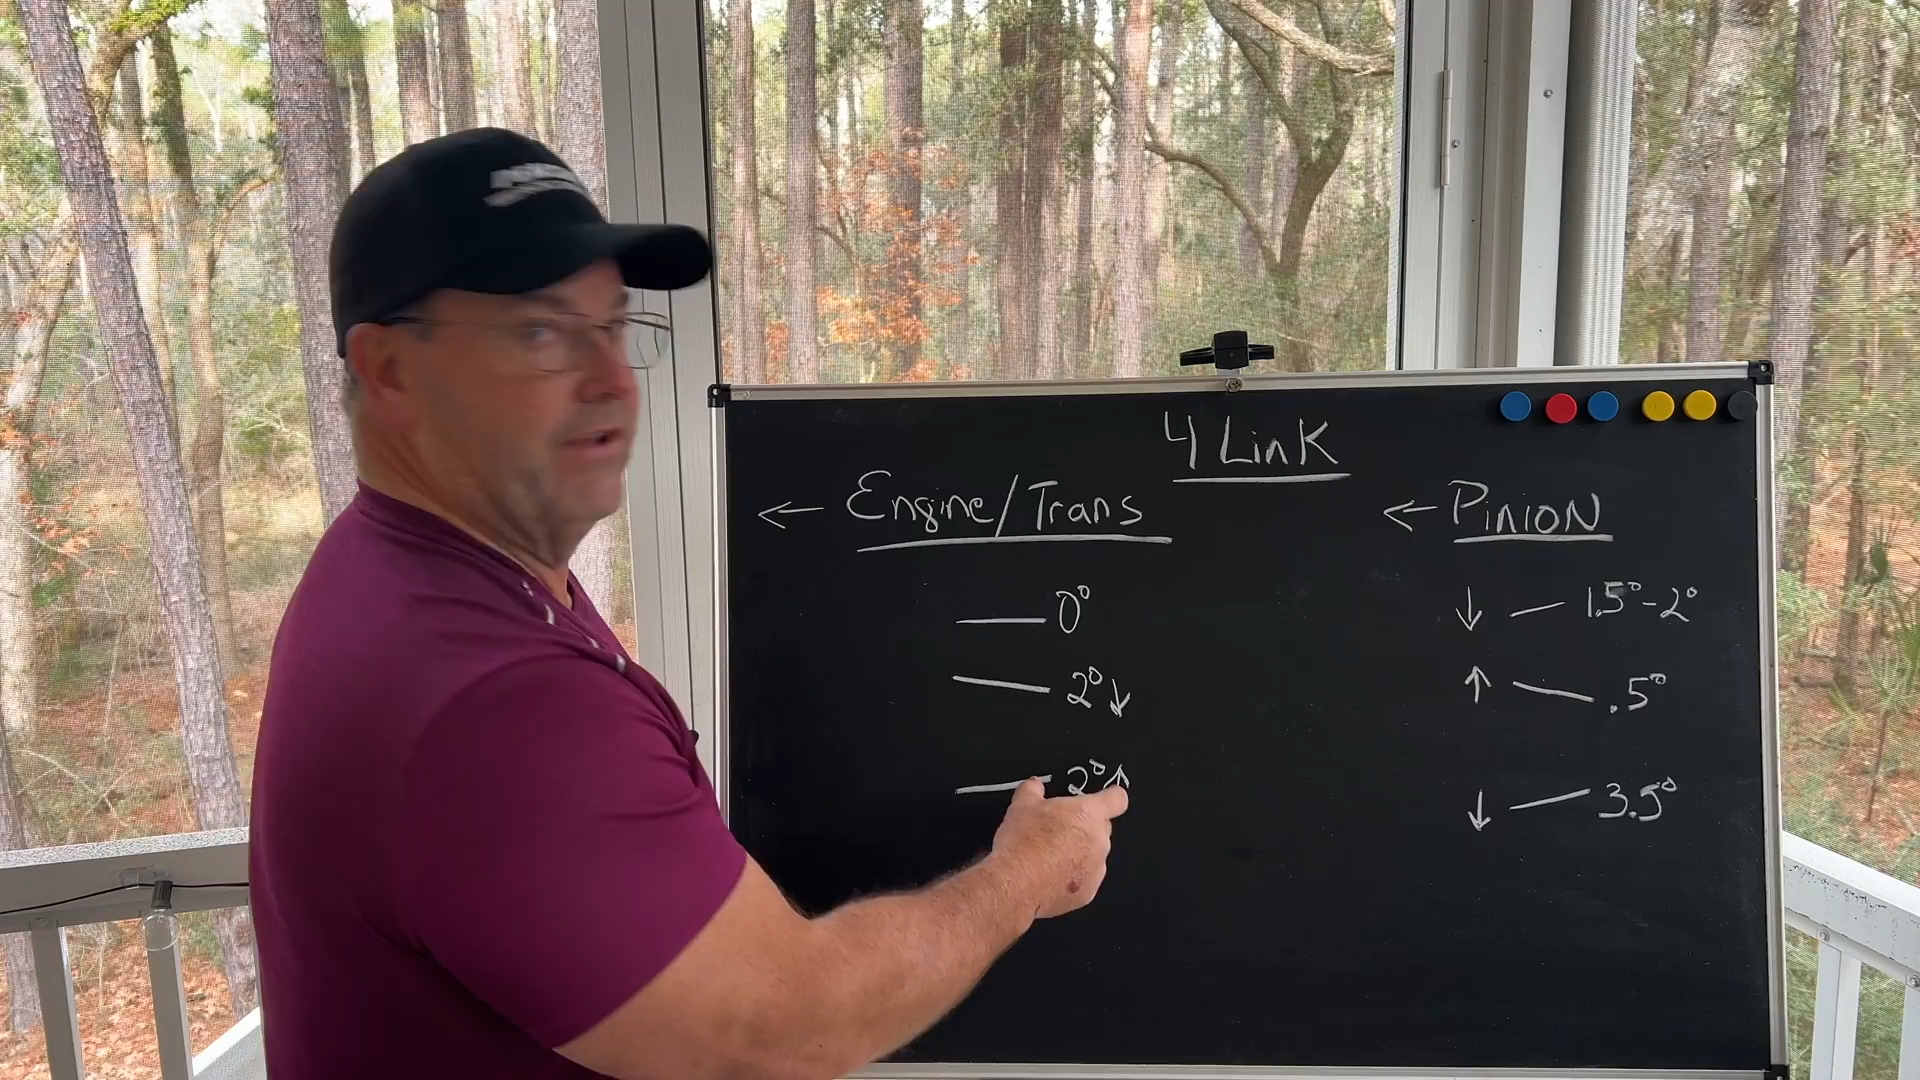 4 Link
← Engine/Trans ← Pinion
— 0° ↓ — 1.5°-2°
— 2°↓ ↑ — .5°
— 2°↑ ↓ — 3.5°